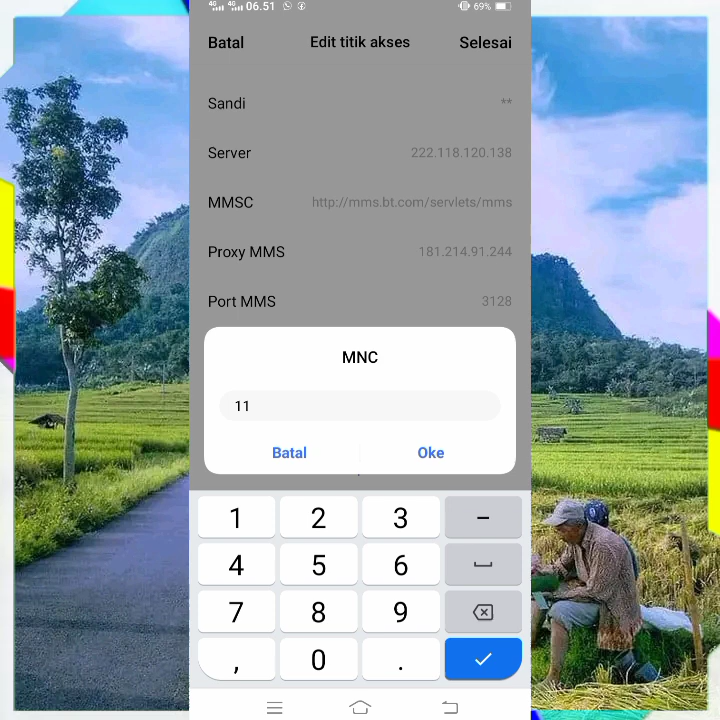 4G 4G 06.51 69%
Batal Edit titik akses Selesai
Sandi **
Server 222.118.120.138
MMSC http://mms.bt.com/servlets/mms
Proxy MMS 181.214.91.244
Port MMS 3128
MNC
11
Batal Oke
1 2 3 -
4 5 6
7 8 9
, 0 .